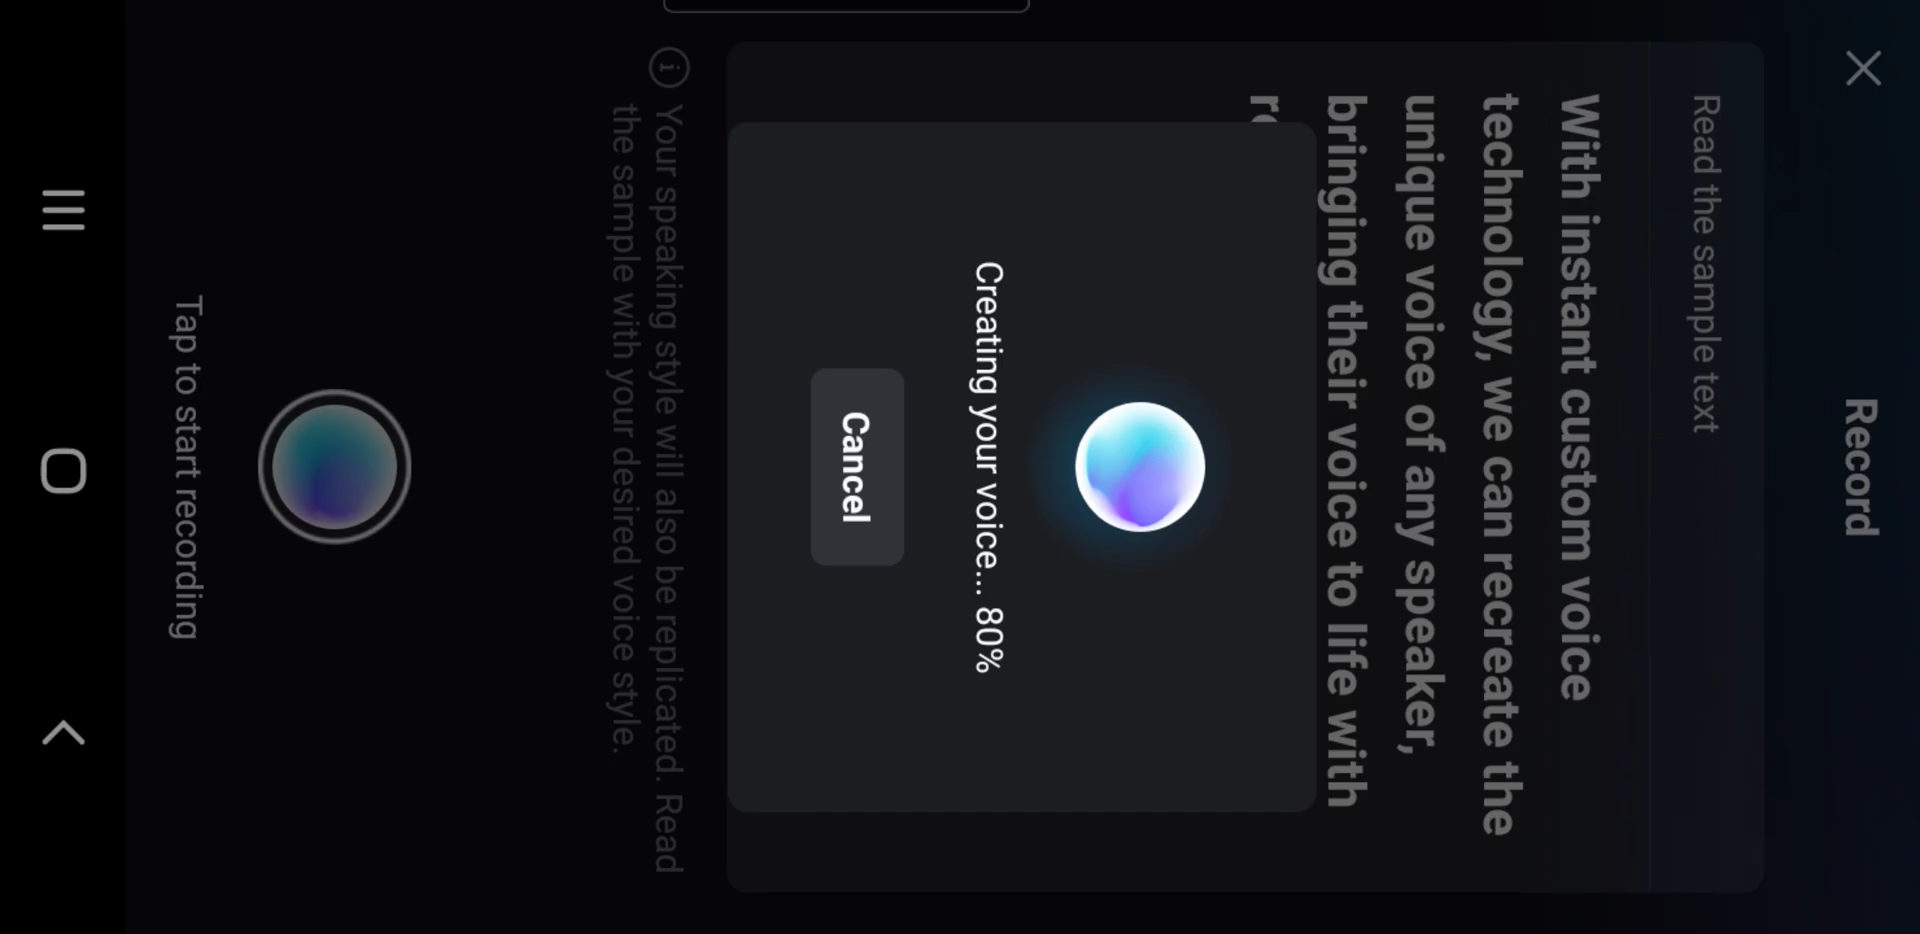 Record
Read the sample text
With instant custom voice
technology, we can recreate the
unique voice of any speaker,
bringing their voice to life with
Creating your voice... 80%
Cancel
Your speaking style will also be replicated. Read
the sample with your desired voice style.
Tap to start recording